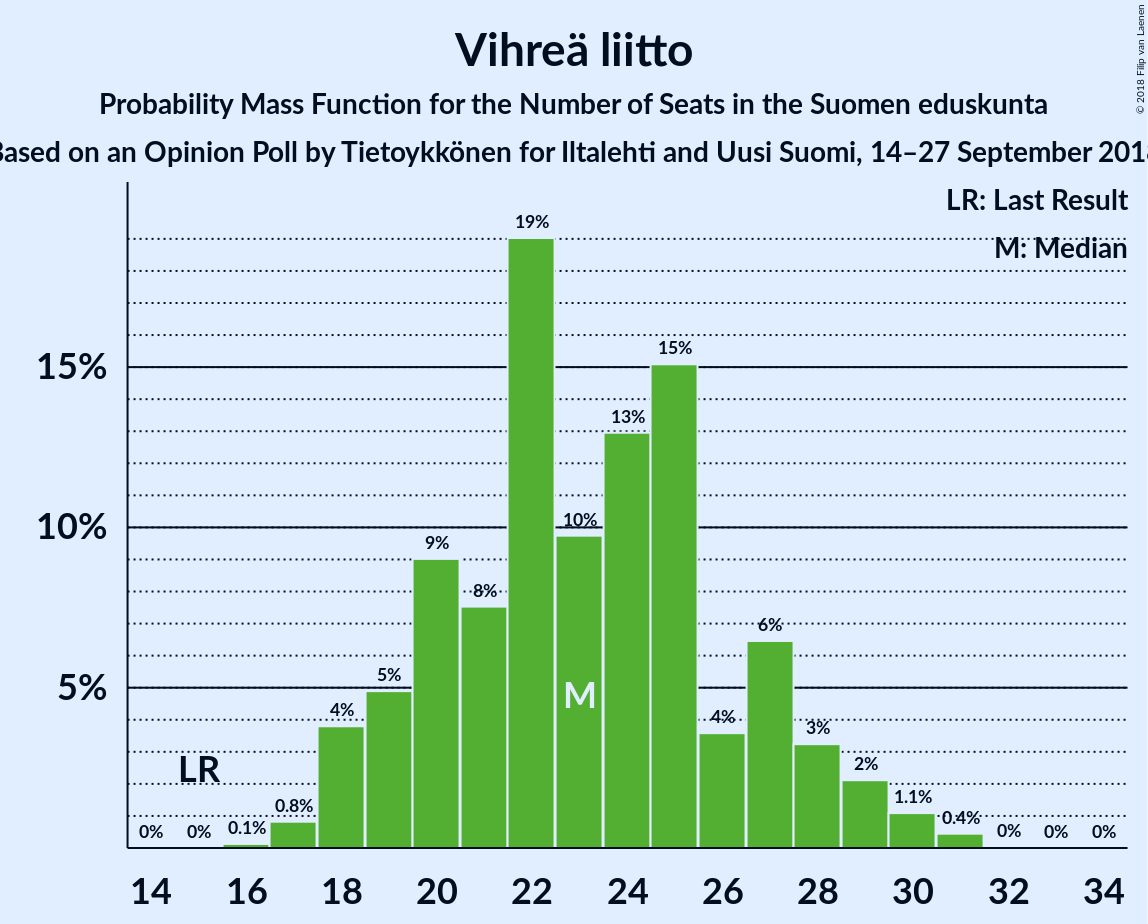 Vihreä liitto
Probability Mass Function for the Number of Seats in the Suomen eduskunta
Based on an Opinion Poll by Tietoykkönen for Iltalehti and Uusi Suomi, 14–27 September 2018
© 2018 Filip van Laenen
LR: Last Result
M: Median
19%
15%
15%
13%
10%
10%
9%
8%
6%
5%
5%
M
4%
4%
3%
LR
2%
1.1%
0.8%
0.4%
0%
0%
0.1%
0%
0%
0%
14 16 18 20 22 24 26 28 30 32 34